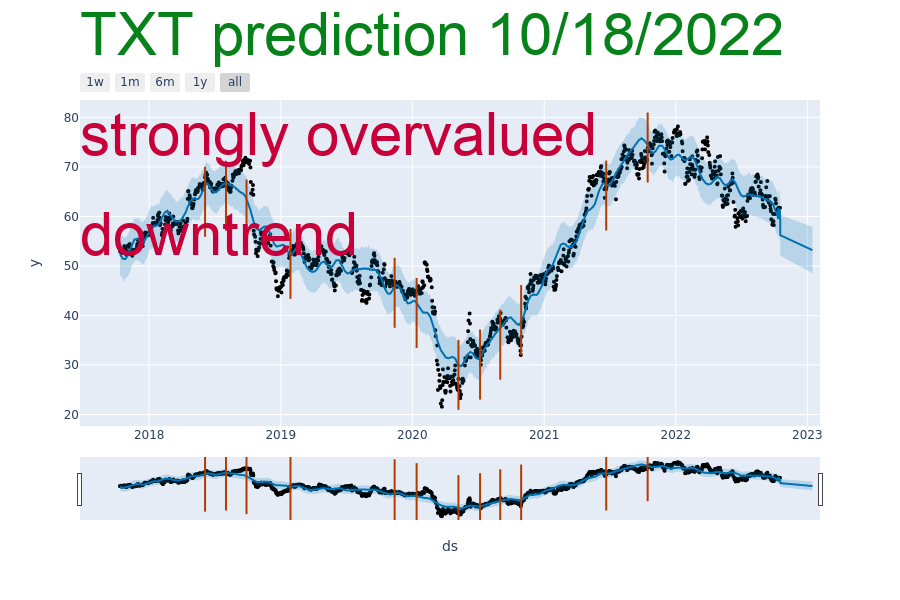 TXT prediction 10/18/2022
1w 1m 6m 1y all
strongly overvalued
downtrend
80
70
60
50
40
30
20
y
2018 2019 2020 2021 2022 2023
ds